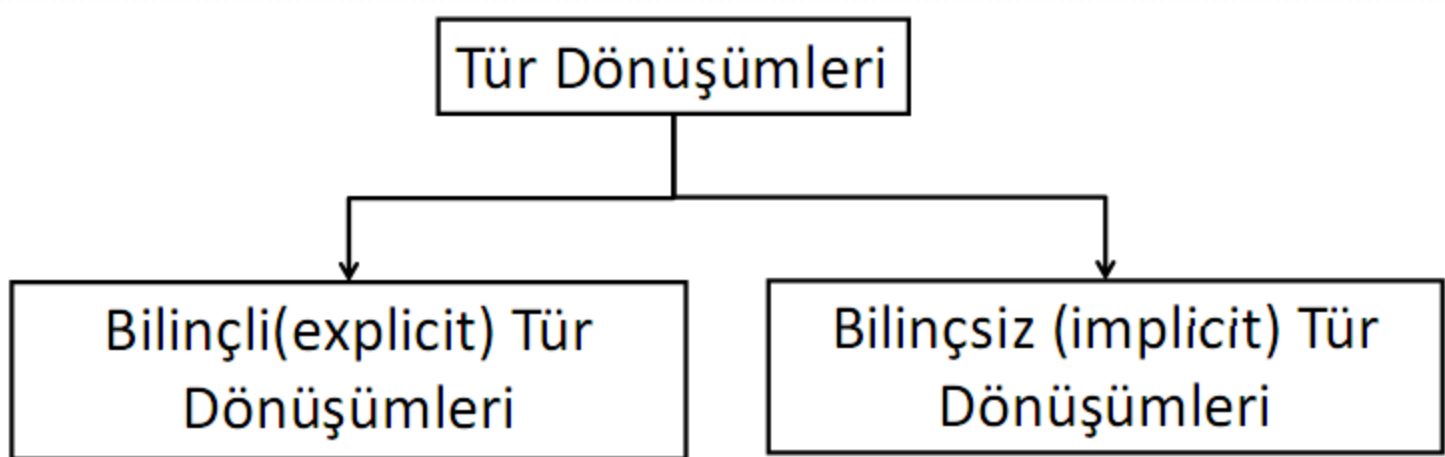 Tür Dönüşümleri
Bilinçli(explicit) Tür
Dönüşümleri
Bilinçsiz (implicit) Tür
Dönüşümleri